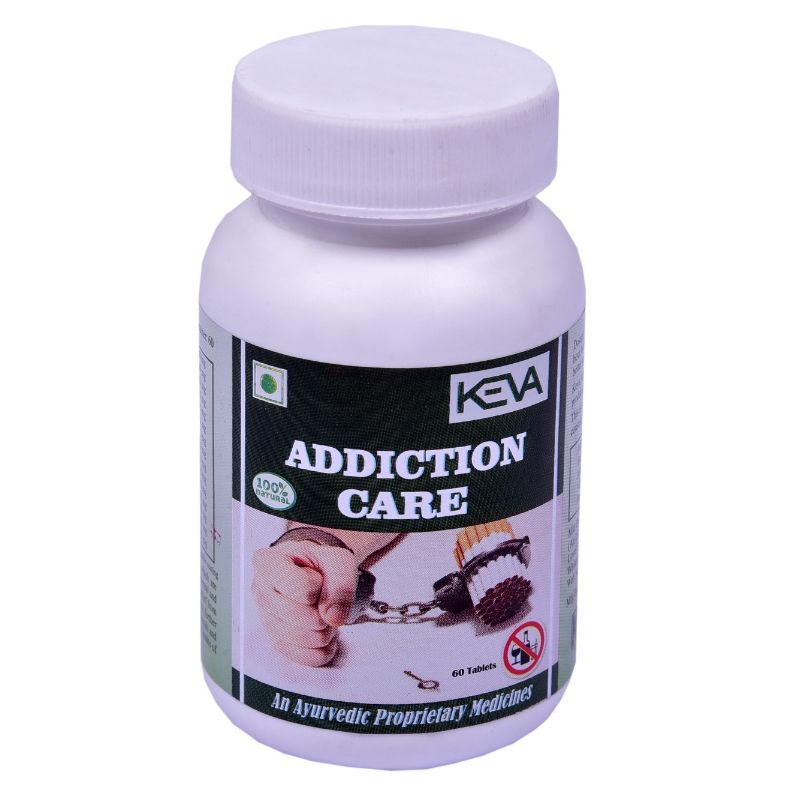 KEVA
ADDICTION
CARE
100%
NATURAL
60 Tablets
An Ayurvedic Proprietary Medicines